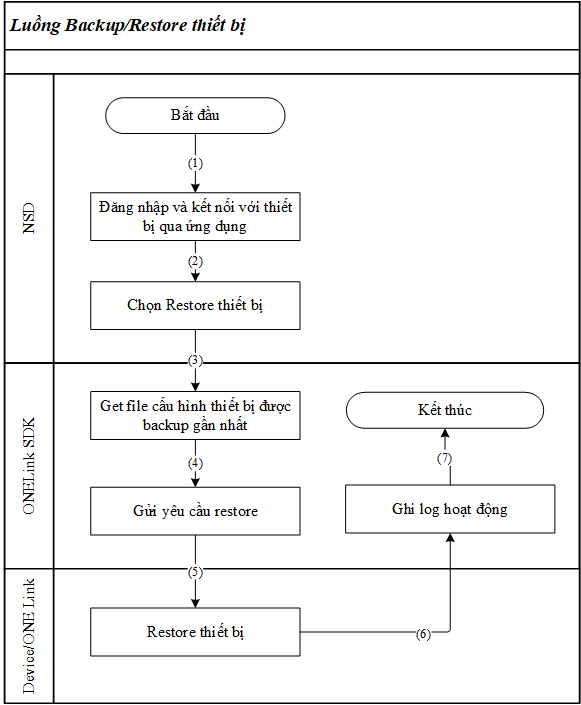 Luồng Backup/Restore thiết bị
NSD
Bắt đầu
(1)
Đăng nhập và kết nối với thiết
bị qua ứng dụng
(2)
Chọn Restore thiết bị
(3)
ONELink SDK
Get file cấu hình thiết bị được
backup gần nhất
(4)
Gửi yêu cầu restore
(5)
Kết thúc
(7)
Ghi log hoạt động
Device/ONE Link
Restore thiết bị
(6)